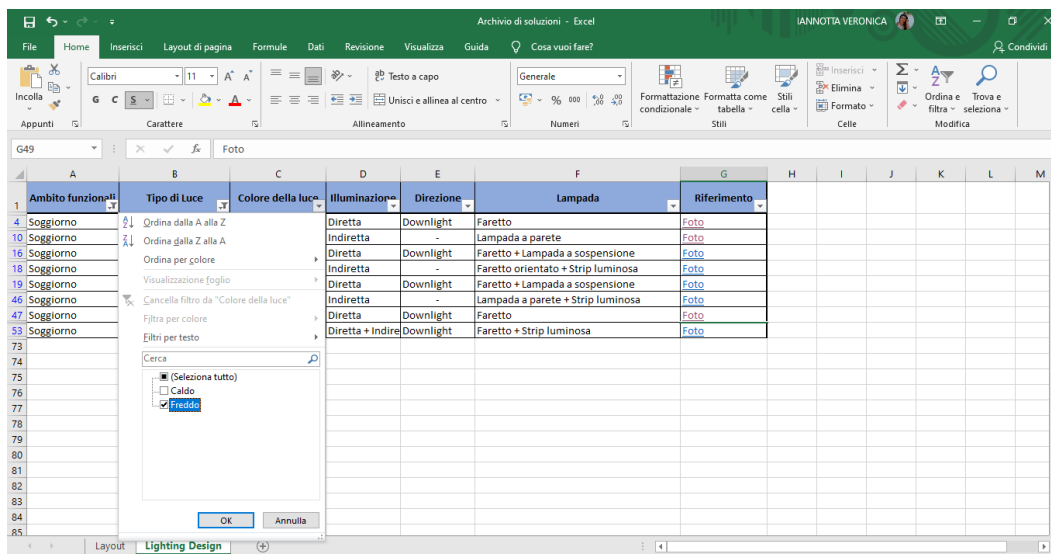 Archivio di soluzioni - Excel
IANNOTTA VERONICA
File Home Inserisci Layout di pagina Formule Dati Revisione Visualizza Guida Cosa vuoi fare? Condividi
Incolla
Calibri 11 A A
G C S A
Testo a capo
Unisci e allinea al centro
Generale
% 000 ,00
Formattazione condizionale
Formatta come tabella
Stili cella
Inserisci
Elimina
Formato
Ordina e filtra
Trova e seleziona
Appunti Carattere Allineamento Numeri Stili Celle Modifica
G49 fx Foto
A B C D E F G H I J K L M
1 Ambito funzionali Tipo di Luce Colore della luce Illuminazione Direzione Lampada Riferimento
4 Soggiorno Diretta Downlight Faretto Foto
10 Soggiorno Indiretta - Lampada a parete Foto
16 Soggiorno Diretta Downlight Faretto + Lampada a sospensione Foto
18 Soggiorno Indiretta - Faretto orientato + Strip luminosa Foto
19 Soggiorno Diretta Downlight Faretto + Lampada a sospensione Foto
46 Soggiorno Indiretta - Lampada a parete + Strip luminosa Foto
47 Soggiorno Diretta Downlight Faretto Foto
53 Soggiorno Diretta + Indire Downlight Faretto + Strip luminosa Foto
73
74
75
76
77
78
79
80
81
82
83
84
85
Ordina dalla A alla Z
Ordina dalla Z alla A
Ordina per colore
Visualizzazione foglio
Cancella filtro da "Colore della luce"
Filtra per colore
Filtri per testo
Cerca
(Seleziona tutto)
Caldo
Freddo
OK Annulla
Layout Lighting Design